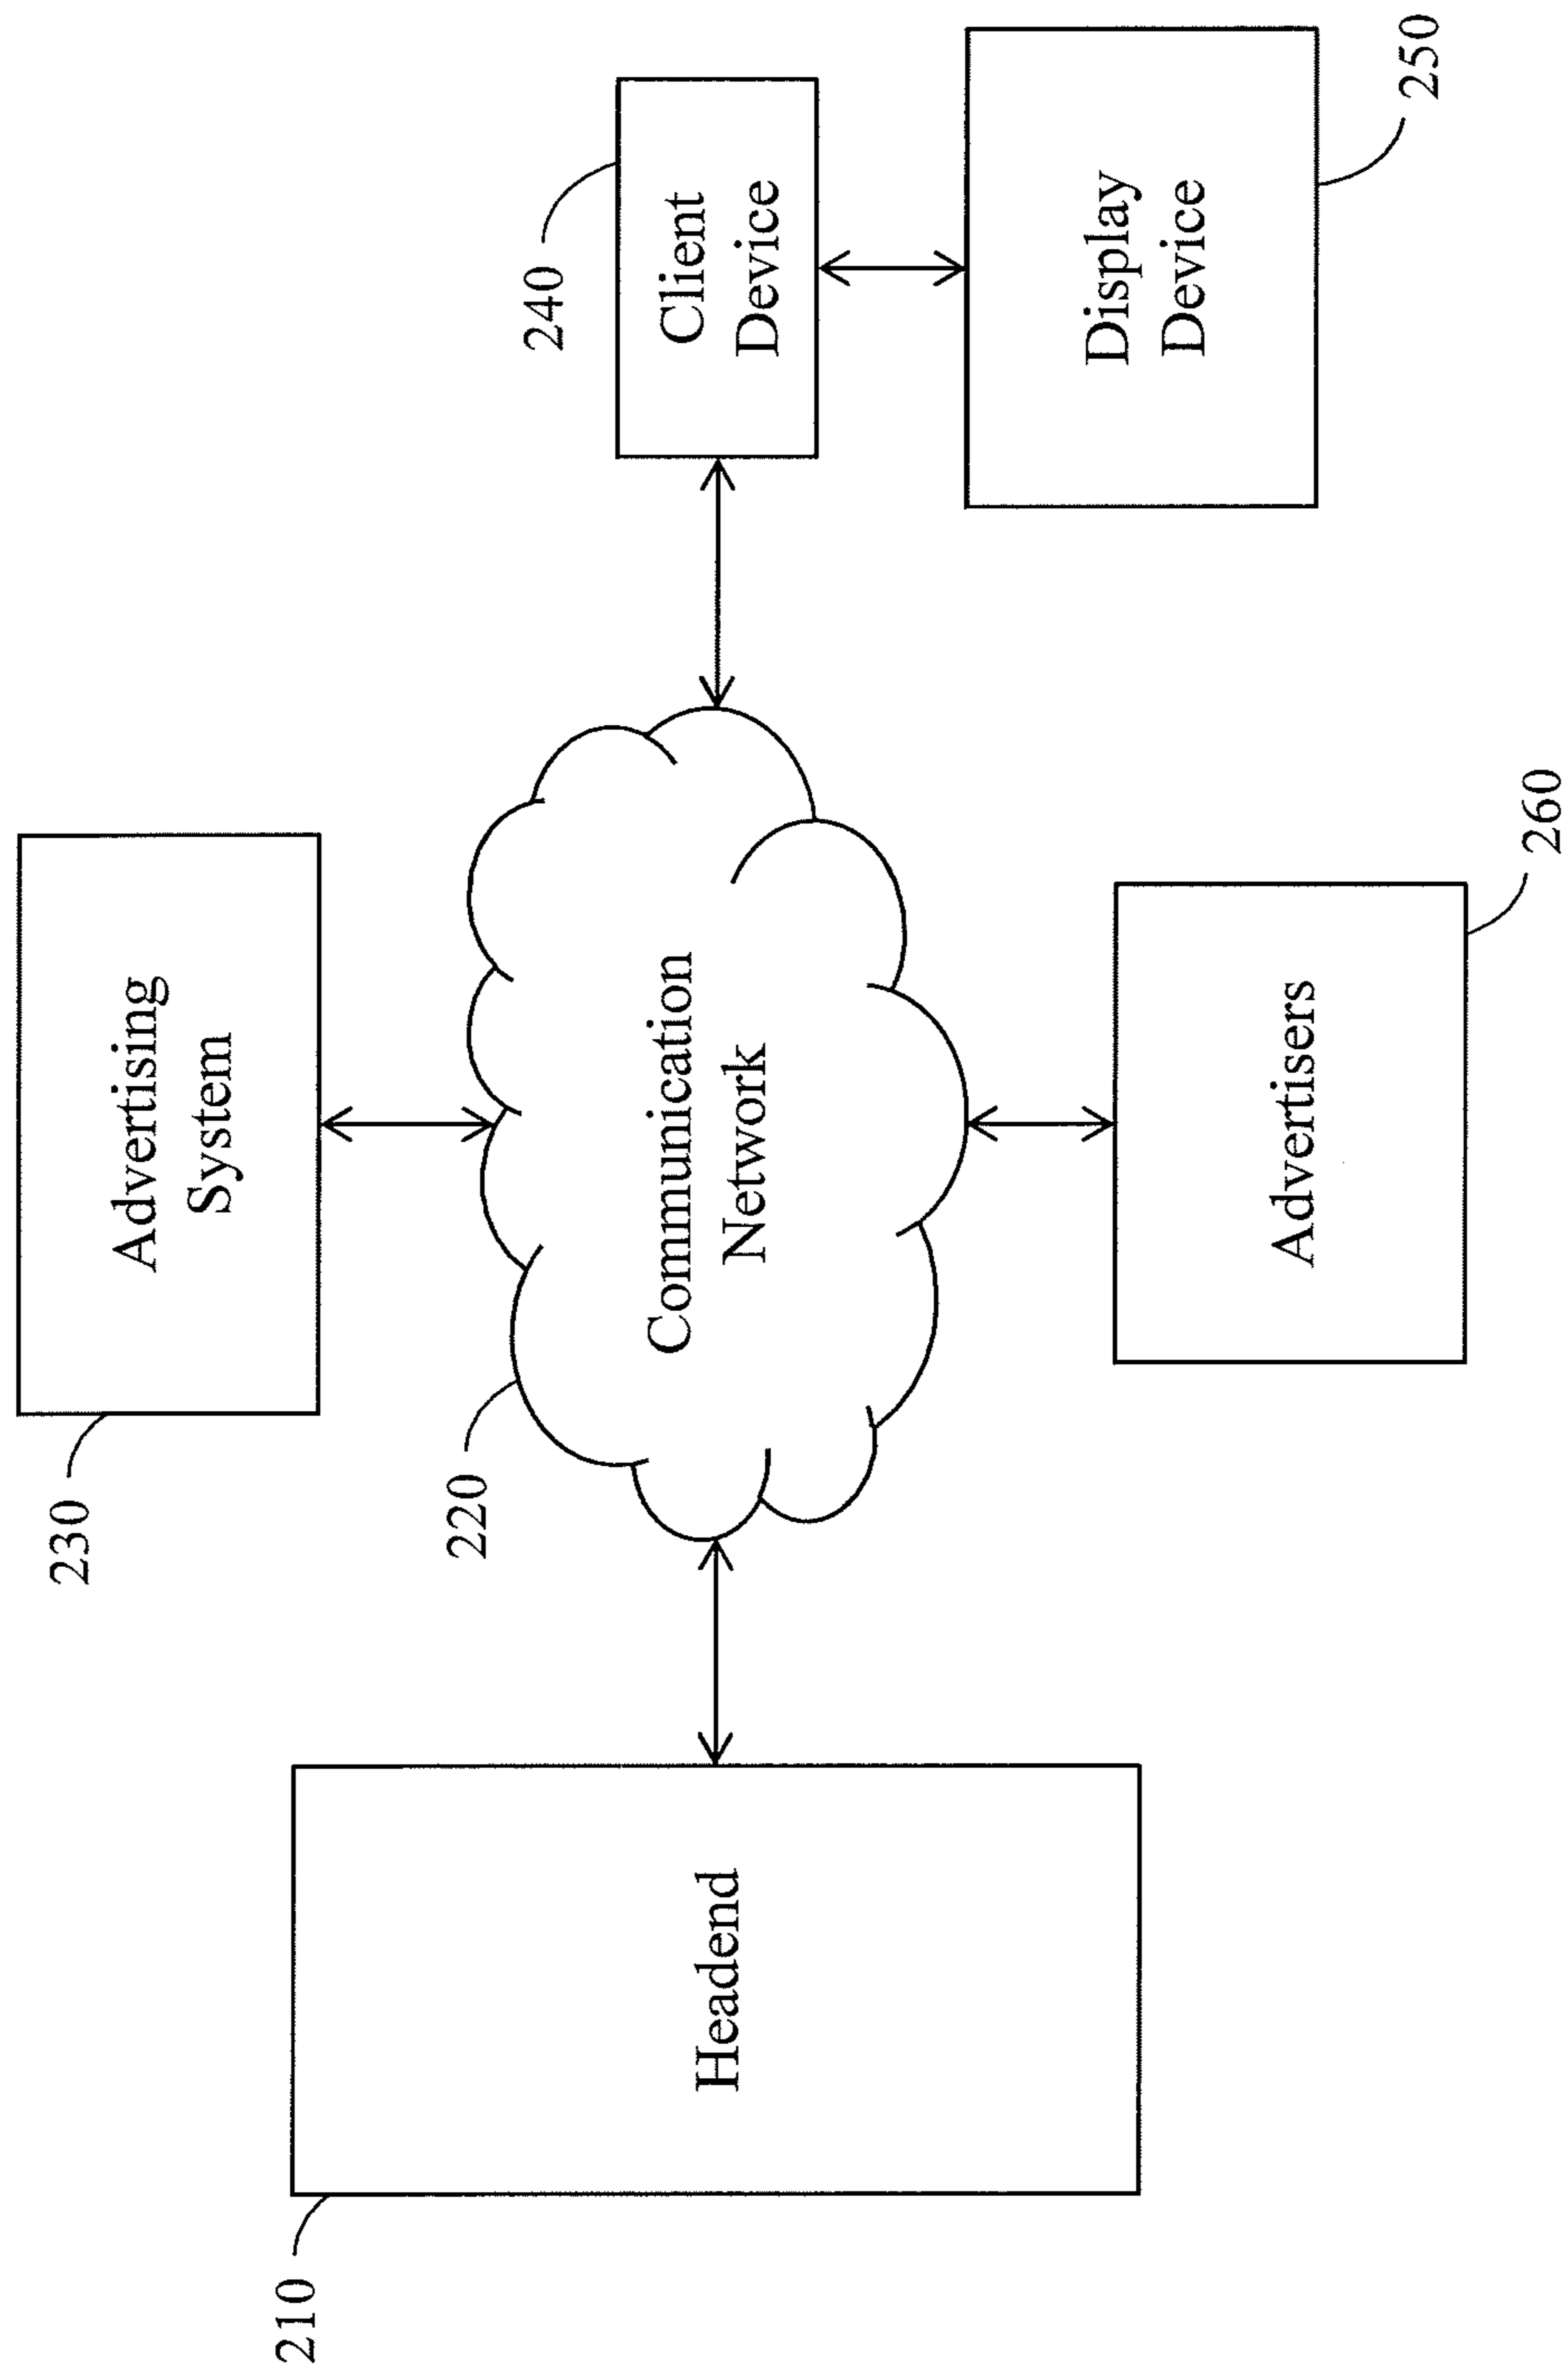 230
Advertising
System
240
Client
Device
220
Communication
Network
210
Headend
Display
Device
250
Advertisers
260